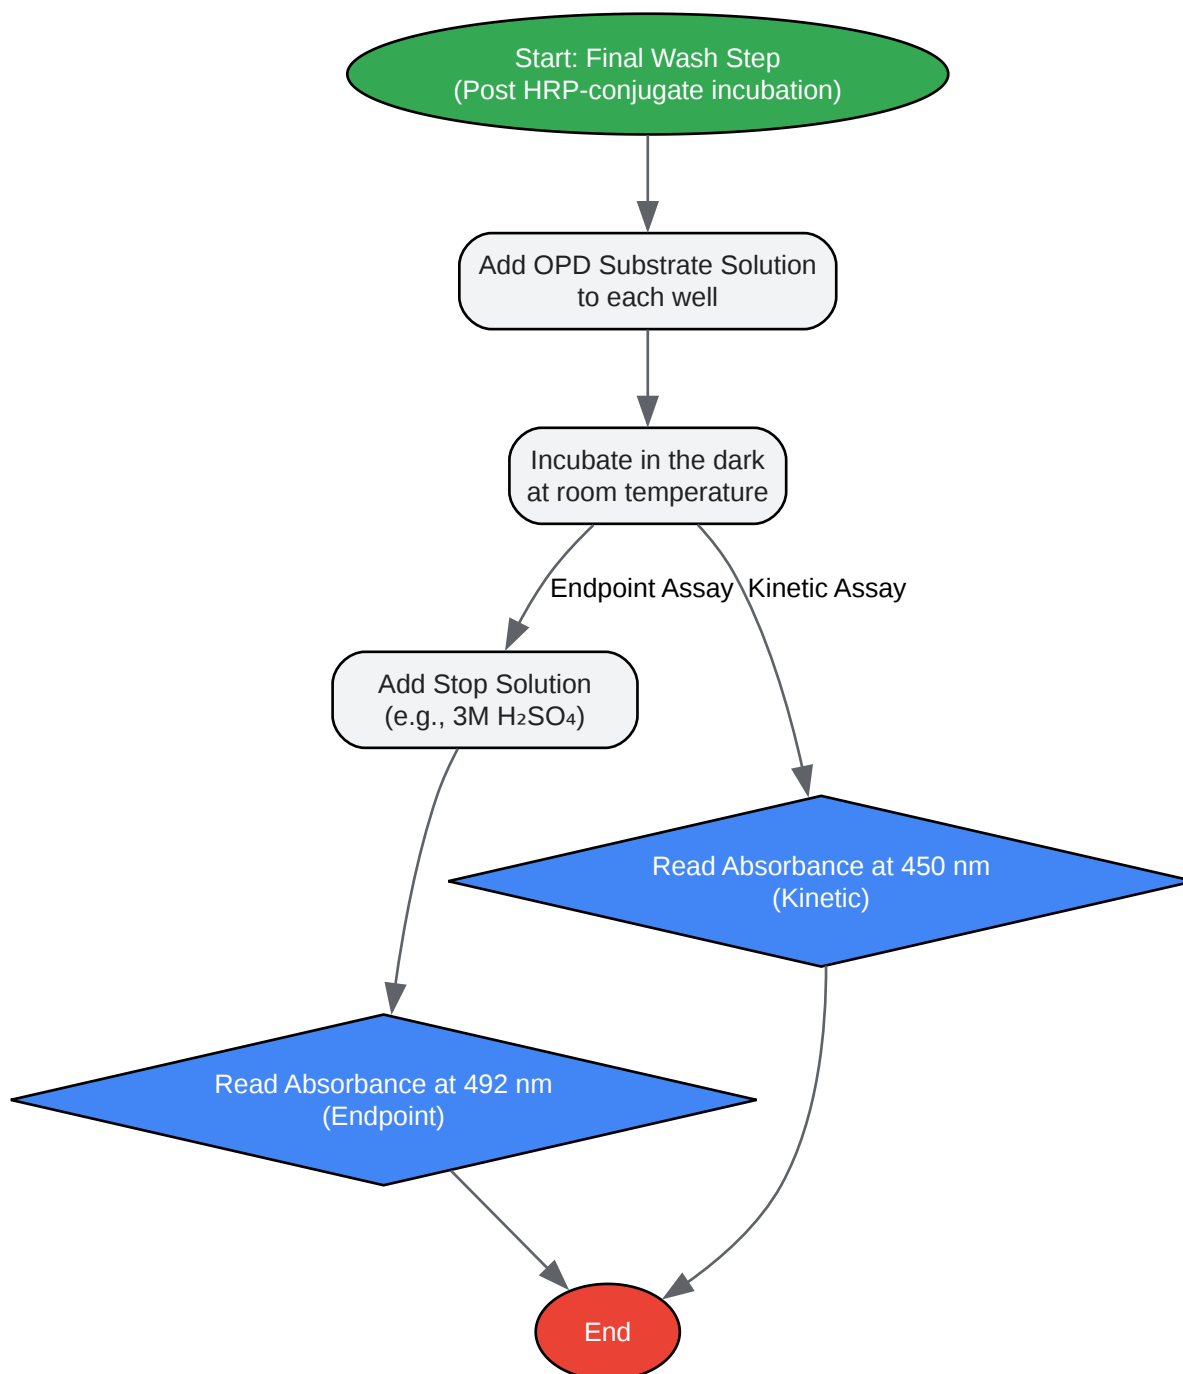 Start: Final Wash Step
(Post HRP-conjugate incubation)
Add OPD Substrate Solution
to each well
Incubate in the dark
at room temperature
Endpoint Assay
Kinetic Assay
Add Stop Solution
(e.g., 3M H₂SO₄)
Read Absorbance at 450 nm
(Kinetic)
Read Absorbance at 492 nm
(Endpoint)
End